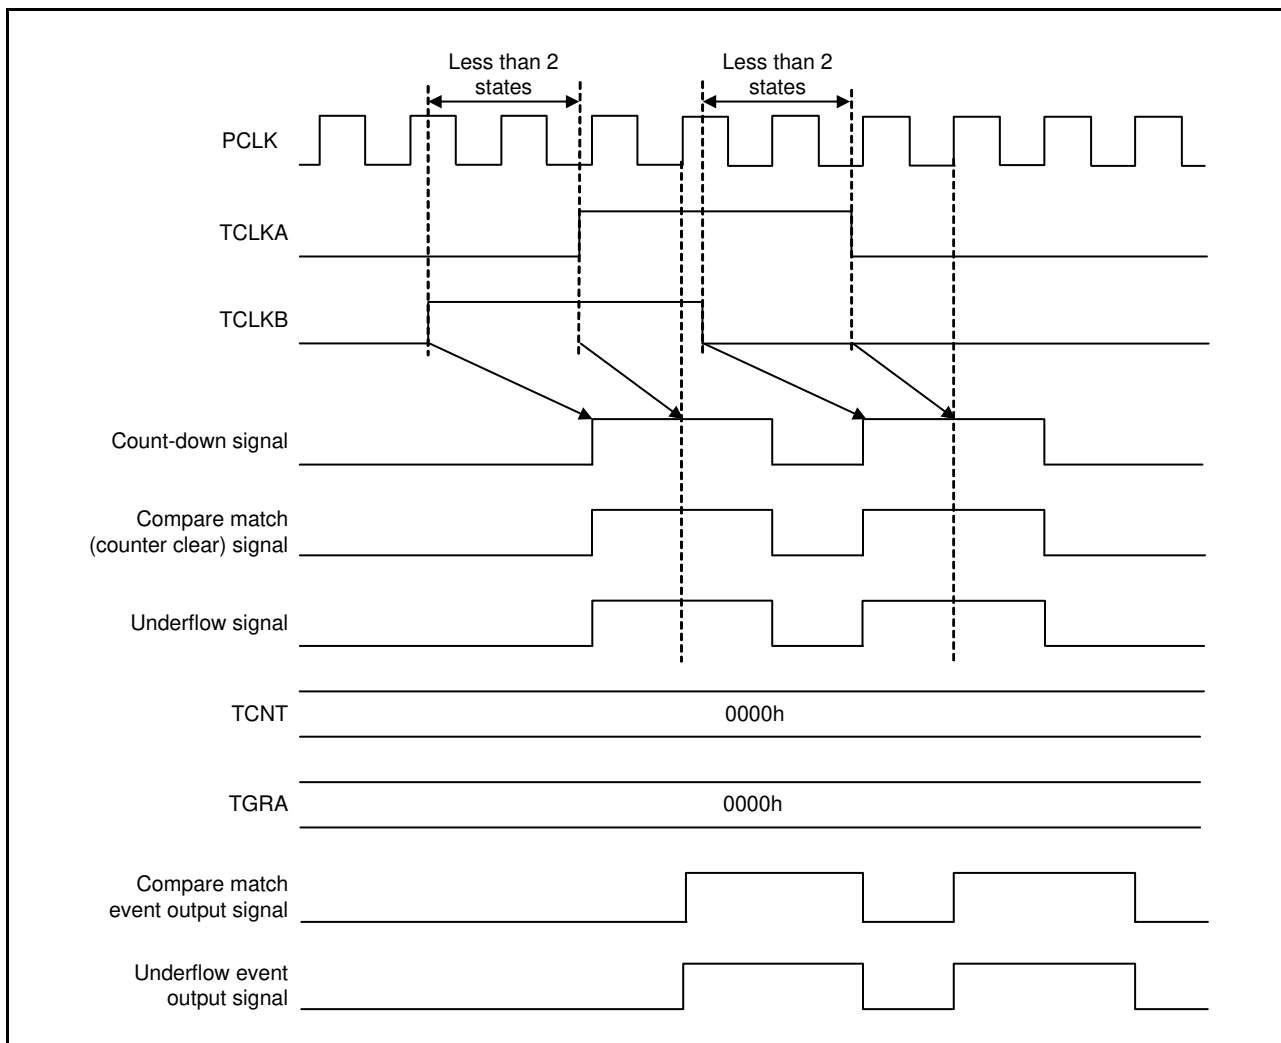 Less than 2
states
Less than 2
states
PCLK
TCLKA
TCLKB
Count-down signal
Compare match
(counter clear) signal
Underflow signal
TCNT
0000h
TGRA
0000h
Compare match
event output signal
Underflow event
output signal